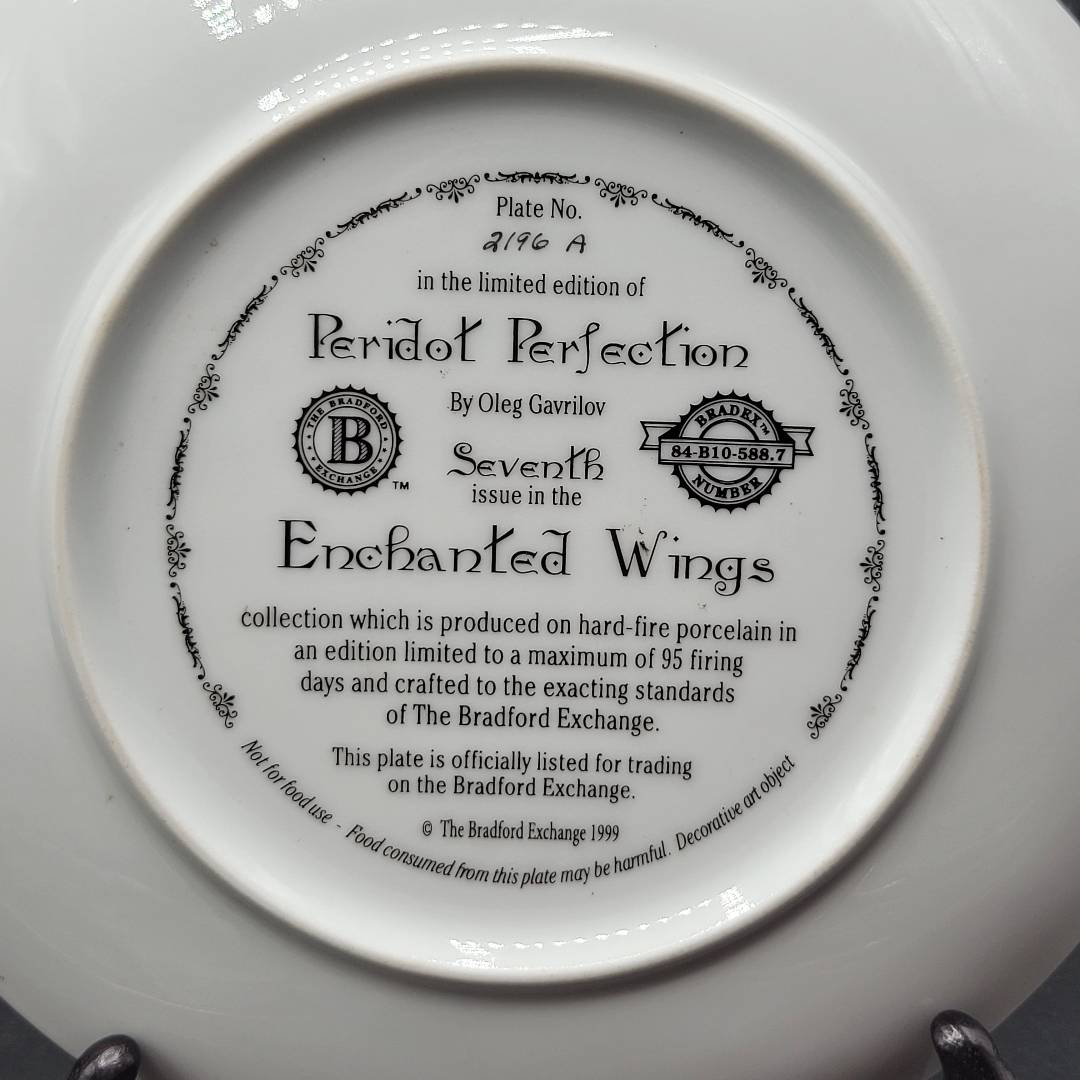 Plate No.
2196 A
in the limited edition of
Peridot Perfection
By Oleg Gavrilov
THE BRADFORD
B
EXCHANGE
TM
BRADEX™
84-B10-588.7
NUMBER
Seventh
issue in the
Enchanted Wings
collection which is produced on hard-fire porcelain in
an edition limited to a maximum of 95 firing
days and crafted to the exacting standards
of The Bradford Exchange.
This plate is officially listed for trading
on the Bradford Exchange.
© The Bradford Exchange 1999
Not for food use - Food consumed from this plate may be harmful. Decorative art object